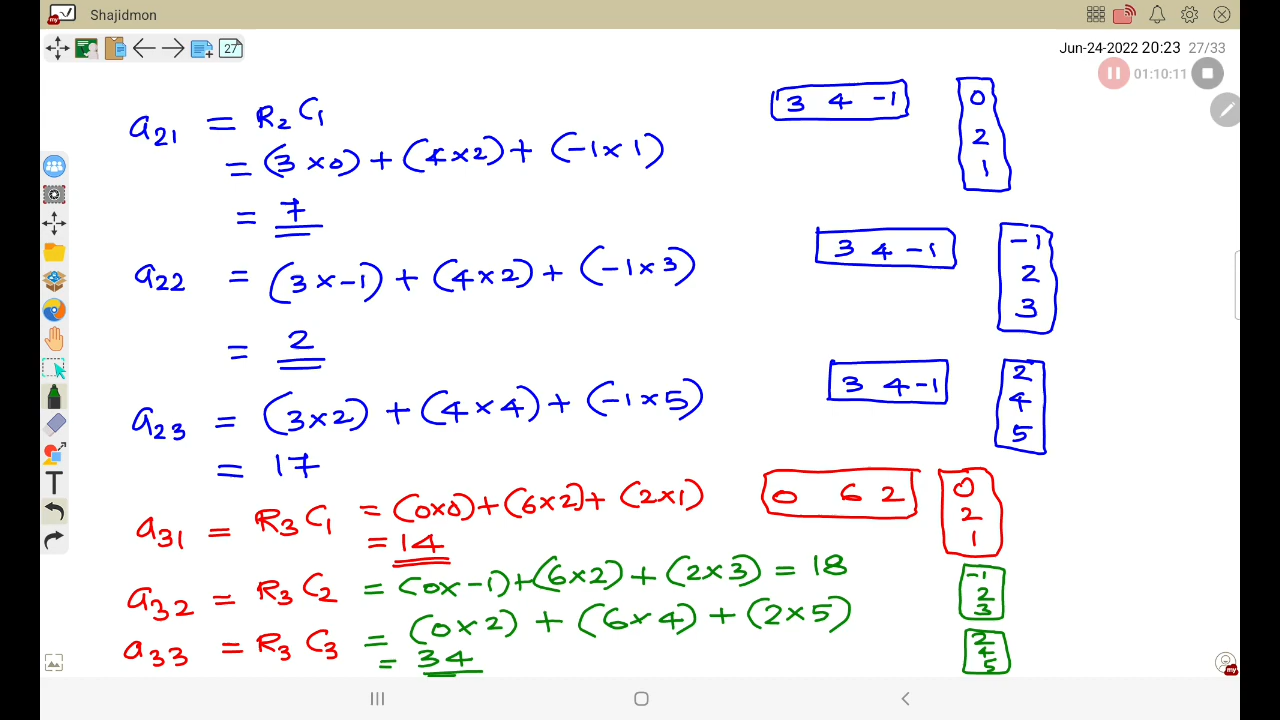 Shajidmon
27
Jun-24-2022 20:23 27/33
01:10:11
a21 = R2 C1
3 4 -1
0
2
1
= (3 × 0) + (4×2) + (-1×1)
= 7
a22 = (3 × -1) + (4×2) + (-1×3)
3 4 -1
-1
2
3
= 2
a23 = (3×2) + (4×4) + (-1×5)
3 4 -1
2
4
5
= 17
a31 = R3 C1 = (0×0) + (6×2) + (2×1)
0 6 2
0
2
1
= 14
a32 = R3 C2 = (0×-1) + (6×2) + (2×3) = 18
-1
2
3
a33 = R3 C3 = (0×2) + (6×4) + (2×5)
2
4
5
= 34
T